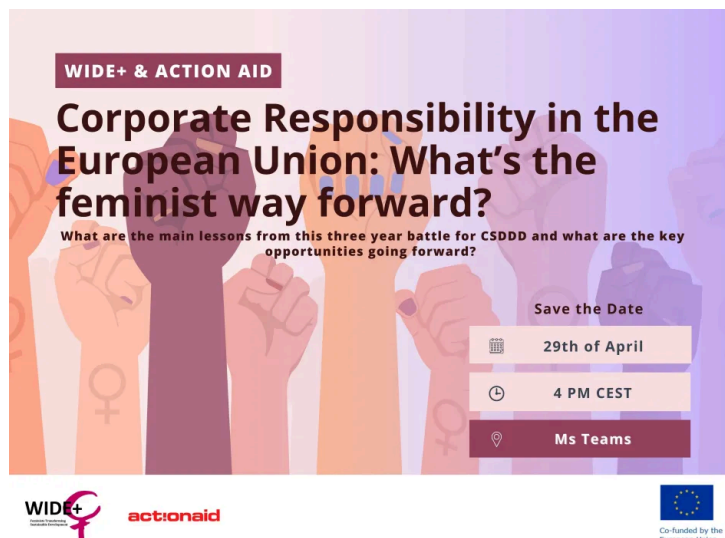 WIDE+ & ACTION AID
Corporate Responsibility in the
European Union: What's the
feminist way forward?
What are the main lessons from this three year battle for CSDDD and what are the key
opportunities going forward?
Save the Date
29th of April
4 PM CEST
Ms Teams
WIDE+
act!onaid
Co-funded by the